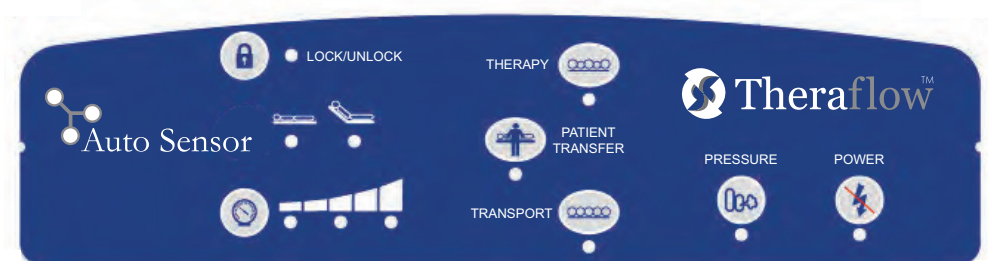 LOCK/UNLOCK
THERAPY
Theraflow™
Auto Sensor
PATIENT
TRANSFER
PRESSURE
POWER
TRANSPORT